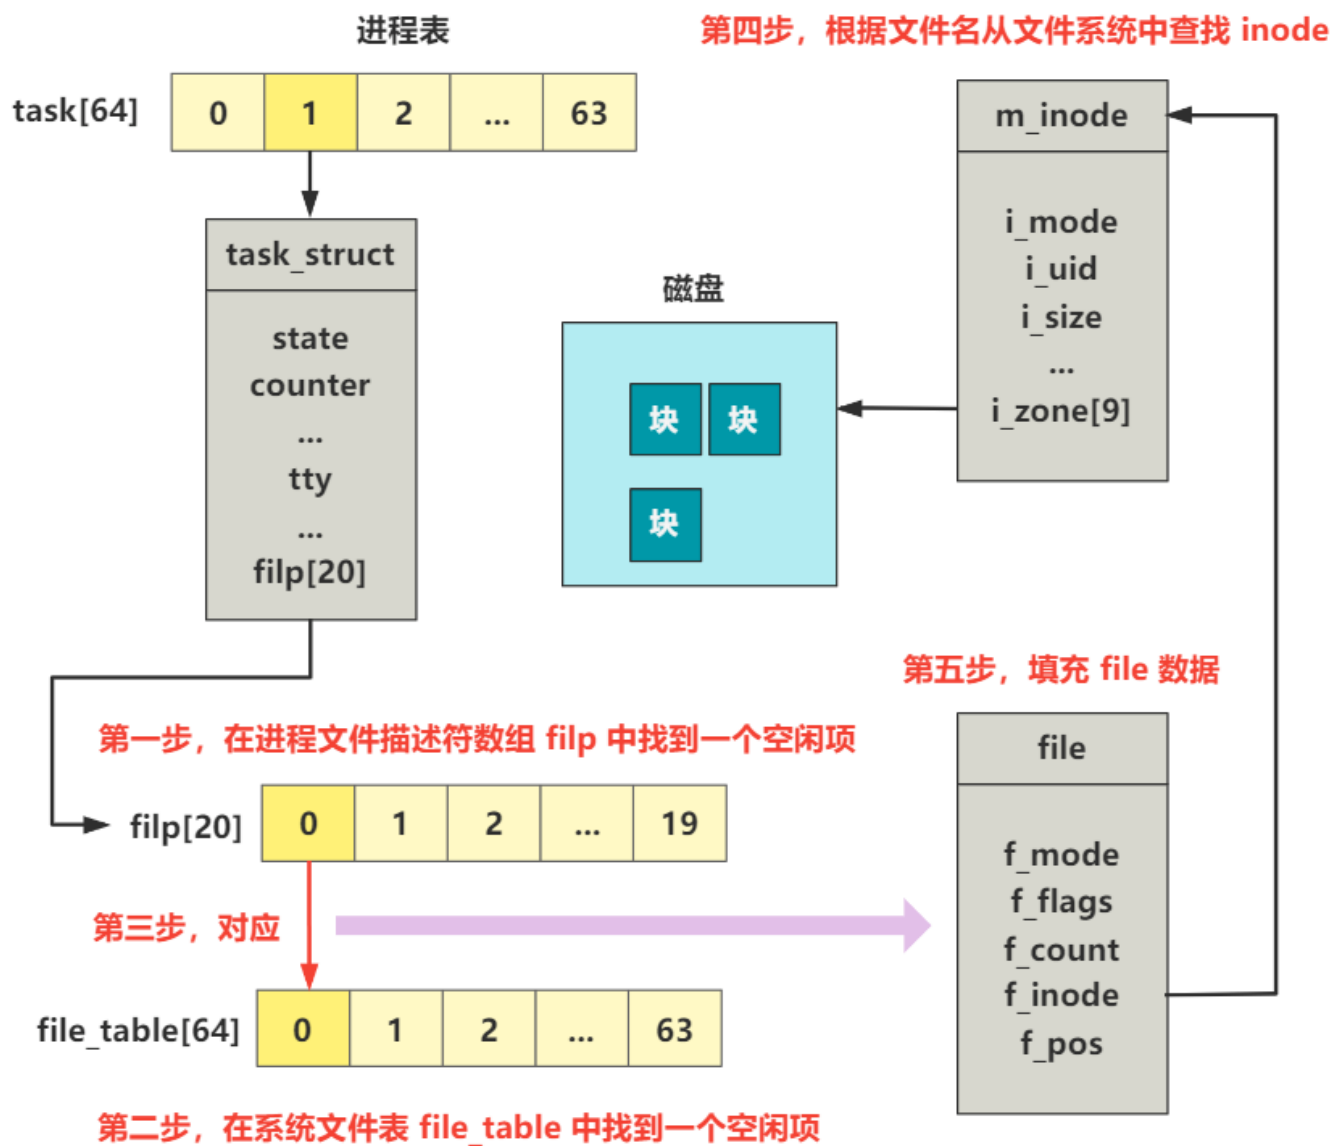 进程表
第四步，根据文件名从文件系统中查找 inode
task[64] 0 1 2 ... 63
m_inode
i_mode
i_uid
i_size
...
i_zone[9]
task_struct
state
counter
...
tty
...
filp[20]
磁盘
块 块
块
第一步，在进程文件描述符数组 filp 中找到一个空闲项
filp[20] 0 1 2 ... 19
第三步，对应
file_table[64] 0 1 2 ... 63
第二步，在系统文件表 file_table 中找到一个空闲项
第五步，填充 file 数据
file
f_mode
f_flags
f_count
f_inode
f_pos